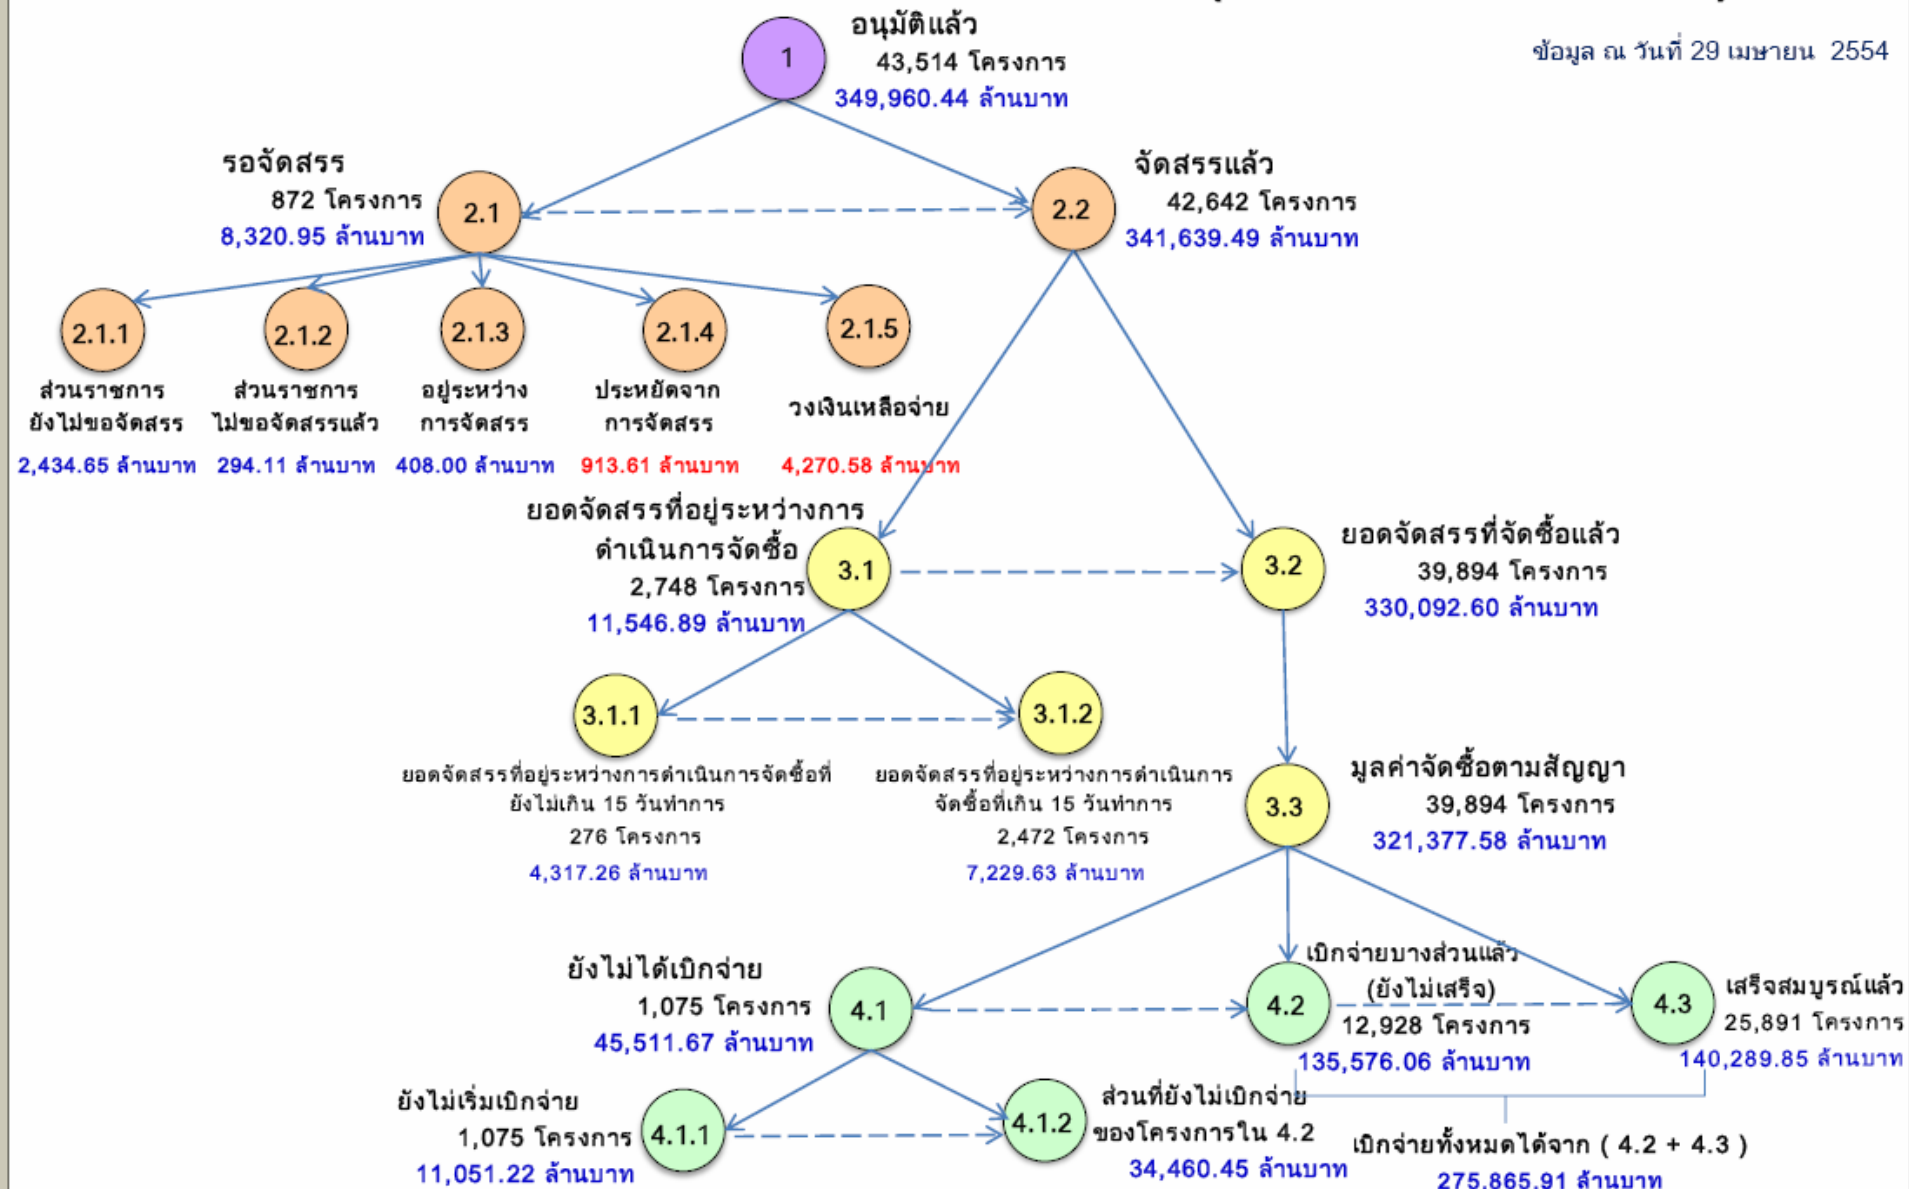 ข้อมูล ณ วันที่ 29 เมษายน 2554
1
อนุมัติแล้ว
43,514 โครงการ
349,960.44 ล้านบาท
รอจัดสรร
872 โครงการ
8,320.95 ล้านบาท
2.1
2.2
จัดสรรแล้ว
42,642 โครงการ
341,639.49 ล้านบาท
2.1.1
ส่วนราชการ
ยังไม่ขอจัดสรร
2,434.65 ล้านบาท
2.1.2
ส่วนราชการ
ไม่ขอจัดสรรแล้ว
294.11 ล้านบาท
2.1.3
อยู่ระหว่าง
การจัดสรร
408.00 ล้านบาท
2.1.4
ประหยัดจาก
การจัดสรร
913.61 ล้านบาท
2.1.5
วงเงินเหลือจ่าย
4,270.58 ล้านบาท
ยอดจัดสรรที่อยู่ระหว่างการ
ดำเนินการจัดซื้อ
2,748 โครงการ
11,546.89 ล้านบาท
3.1
3.2
ยอดจัดสรรที่จัดซื้อแล้ว
39,894 โครงการ
330,092.60 ล้านบาท
3.1.1
ยอดจัดสรรที่อยู่ระหว่างการดำเนินการจัดซื้อที่
ยังไม่เกิน 15 วันทำการ
276 โครงการ
4,317.26 ล้านบาท
3.1.2
ยอดจัดสรรที่อยู่ระหว่างการดำเนินการ
จัดซื้อที่เกิน 15 วันทำการ
2,472 โครงการ
7,229.63 ล้านบาท
3.3
มูลค่าจัดซื้อตามสัญญา
39,894 โครงการ
321,377.58 ล้านบาท
ยังไม่ได้เบิกจ่าย
1,075 โครงการ
45,511.67 ล้านบาท
4.1
4.2
เบิกจ่ายบางส่วนแล้ว
(ยังไม่เสร็จ)
12,928 โครงการ
135,576.06 ล้านบาท
4.3
เสร็จสมบูรณ์แล้ว
25,891 โครงการ
140,289.85 ล้านบาท
ยังไม่เริ่มเบิกจ่าย
1,075 โครงการ
11,051.22 ล้านบาท
4.1.1
4.1.2
ส่วนที่ยังไม่เบิกจ่าย
ของโครงการใน 4.2
34,460.45 ล้านบาท
เบิกจ่ายทั้งหมดได้จาก ( 4.2 + 4.3 )
275,865.91 ล้านบาท